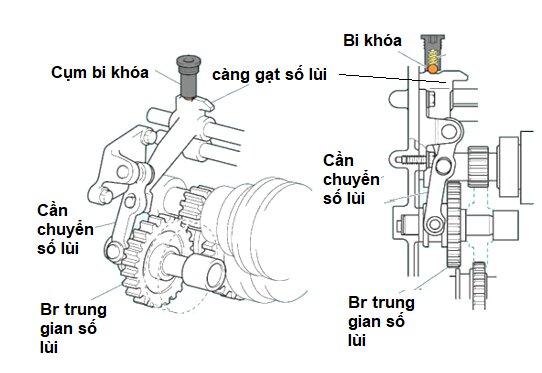 Cụm bi khóa
càng gạt số lùi
Cần
chuyển
số lùi
Br trung
gian số
lùi
Bi khóa
Cần
chuyển
số lùi
Br trung
gian số
lùi